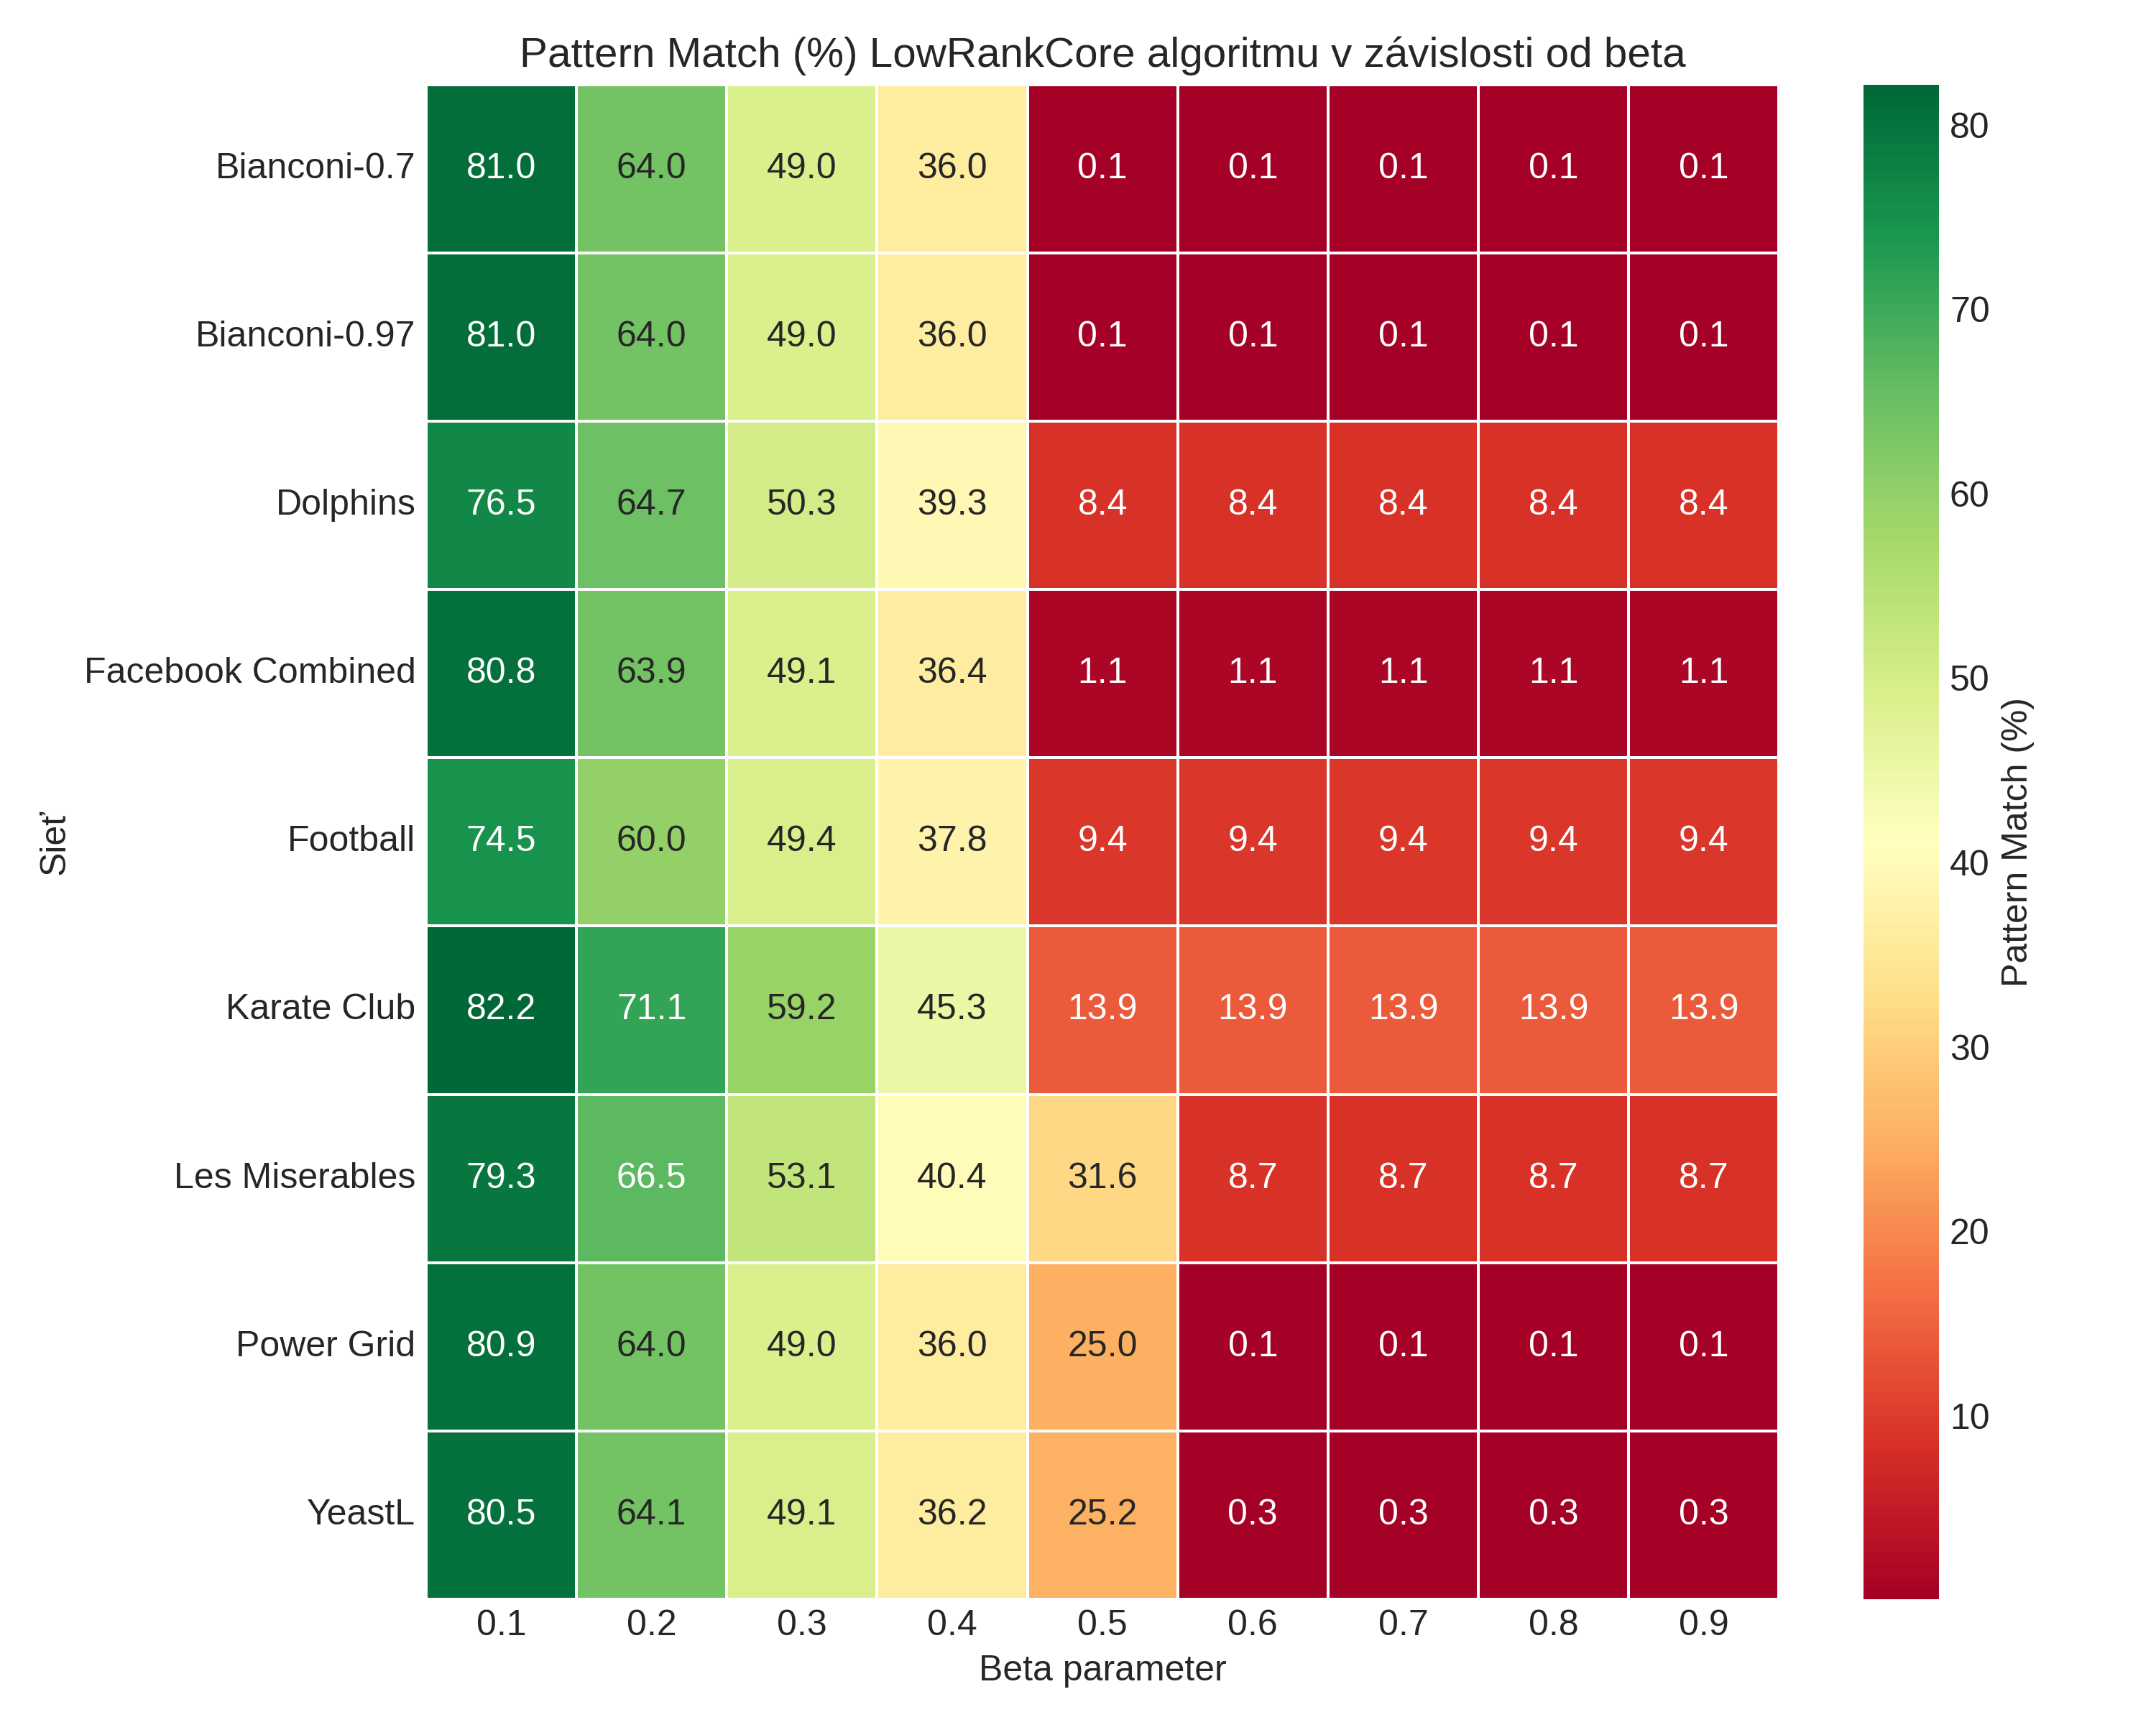 Pattern Match (%) LowRankCore algoritmu v závislosti od beta
Sieť
Bianconi-0.7 81.0 64.0 49.0 36.0 0.1 0.1 0.1 0.1 0.1
Bianconi-0.97 81.0 64.0 49.0 36.0 0.1 0.1 0.1 0.1 0.1
Dolphins 76.5 64.7 50.3 39.3 8.4 8.4 8.4 8.4 8.4
Facebook Combined 80.8 63.9 49.1 36.4 1.1 1.1 1.1 1.1 1.1
Football 74.5 60.0 49.4 37.8 9.4 9.4 9.4 9.4 9.4
Karate Club 82.2 71.1 59.2 45.3 13.9 13.9 13.9 13.9 13.9
Les Miserables 79.3 66.5 53.1 40.4 31.6 8.7 8.7 8.7 8.7
Power Grid 80.9 64.0 49.0 36.0 25.0 0.1 0.1 0.1 0.1
YeastL 80.5 64.1 49.1 36.2 25.2 0.3 0.3 0.3 0.3
0.1 0.2 0.3 0.4 0.5 0.6 0.7 0.8 0.9
Beta parameter
80
70
60
50
40
30
20
10
Pattern Match (%)